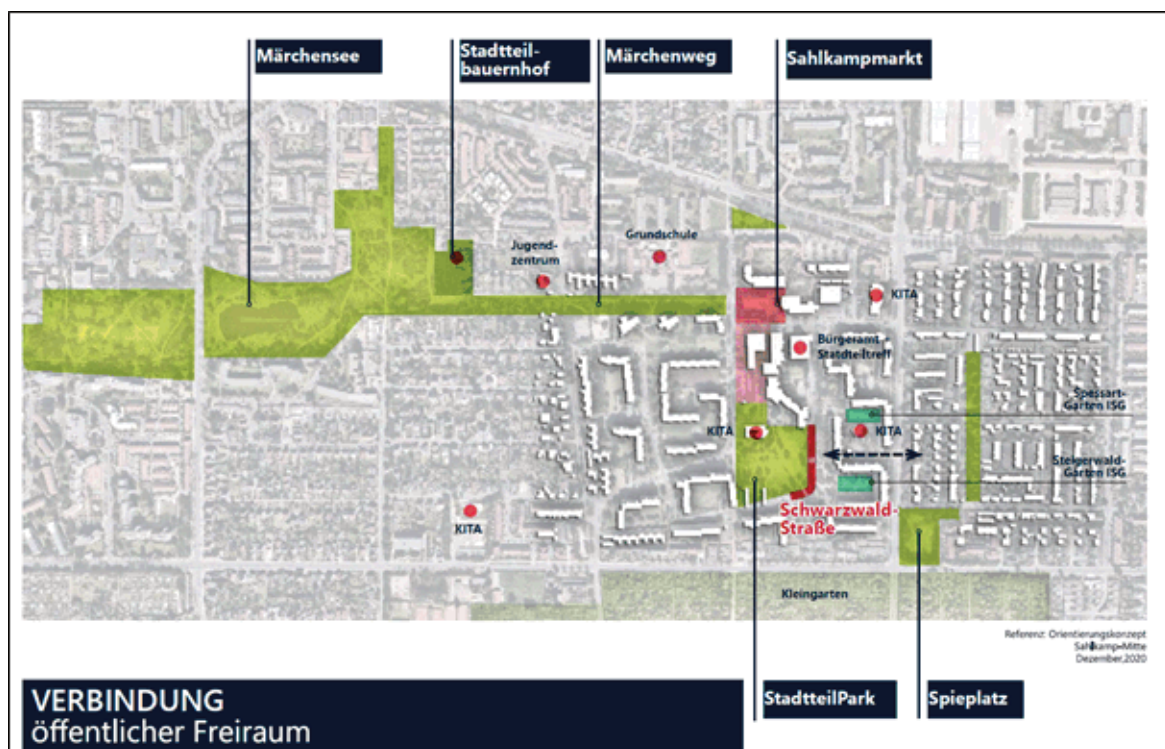 Märchensee
Stadtteil-
bauernhof
Märchenweg
Sahlkampmarkt
Jugend-
zentrum
Grundschule
KITA
Bürgeramt
Statdteiltreff
Spessart-
Garten ISG
KITA
KITA
Steigerwald-
Garten ISG
Schwarzwald-
Straße
KITA
Kleingarten
Referenz: Orientierungskonzept
Sahlkamp-Mitte
Dezember,2020
VERBINDUNG
öffentlicher Freiraum
StadtteilPark
Spieplatz